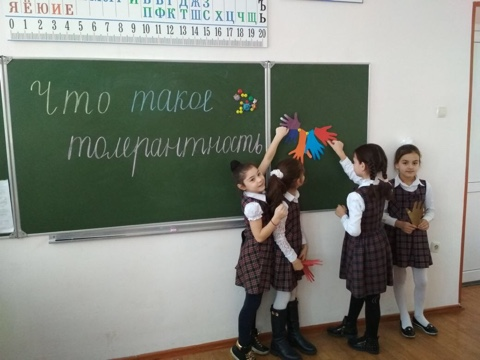 Я Ё Ю И Е
П Ф К Т Ш С Х Ц Ч Щ Ь
0 1 2 3 4 5 6 7 8 9 10 11 12 13 14 15 16 17 18 19 20
Что такое
толерантность